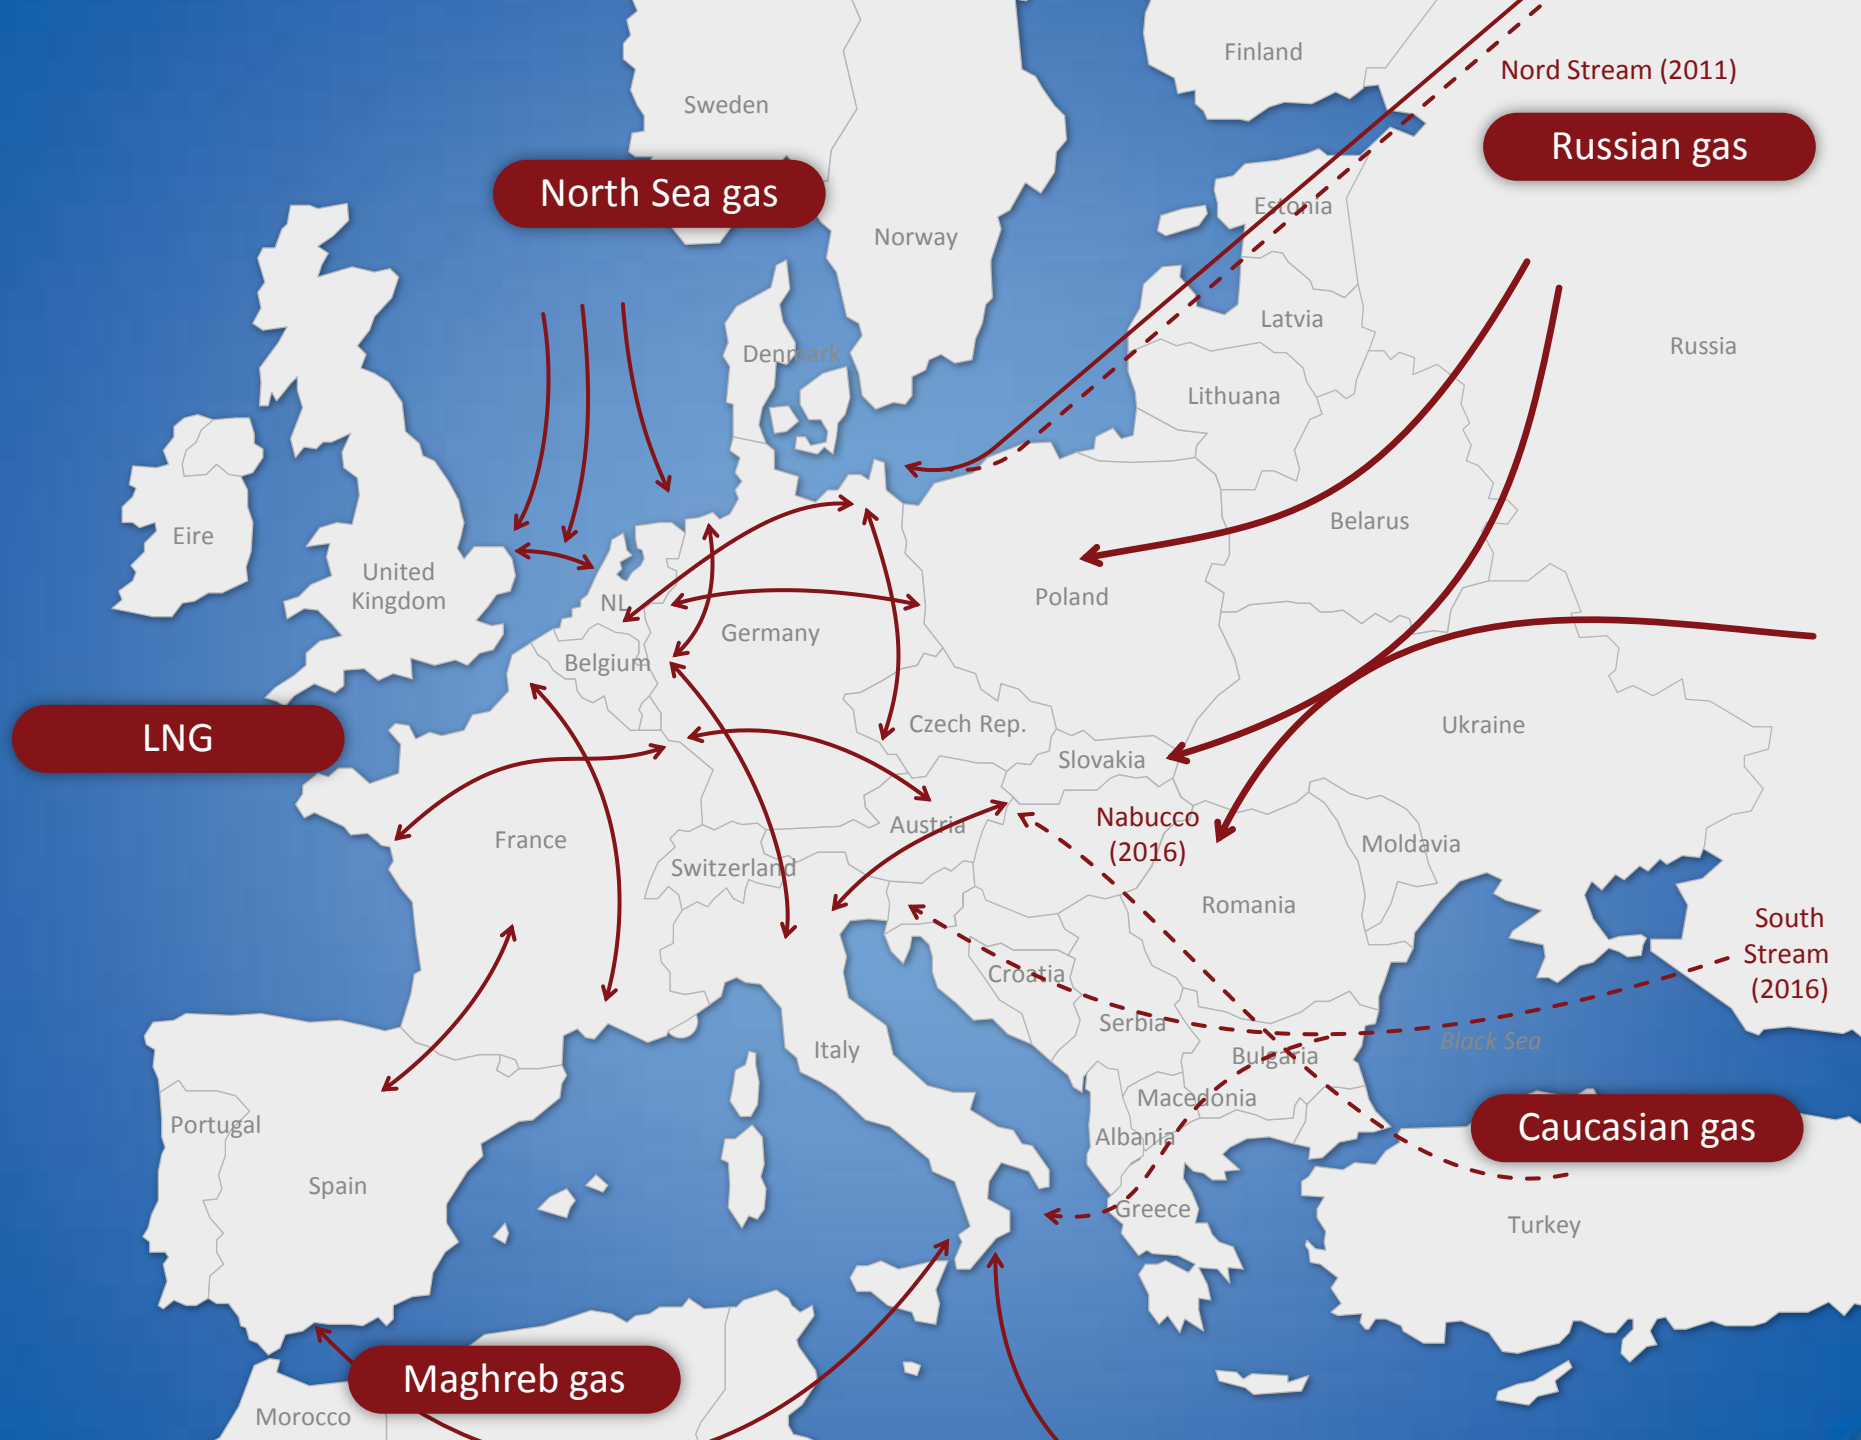 Finland
Nord Stream (2011)
Sweden
Russian gas
North Sea gas
Estonia
Norway
Latvia
Russia
Denmark
Lithuana
Belarus
Eire
United
Kingdom
NL
Poland
Germany
Belgium
LNG
Czech Rep.
Ukraine
Slovakia
Nabucco
(2016)
Austria
France
Moldavia
Switzerland
Romania
South
Stream
(2016)
Croatia
Serbia
Black Sea
Italy
Bulgaria
Macedonia
Portugal
Albania
Caucasian gas
Spain
Greece
Turkey
Maghreb gas
Morocco